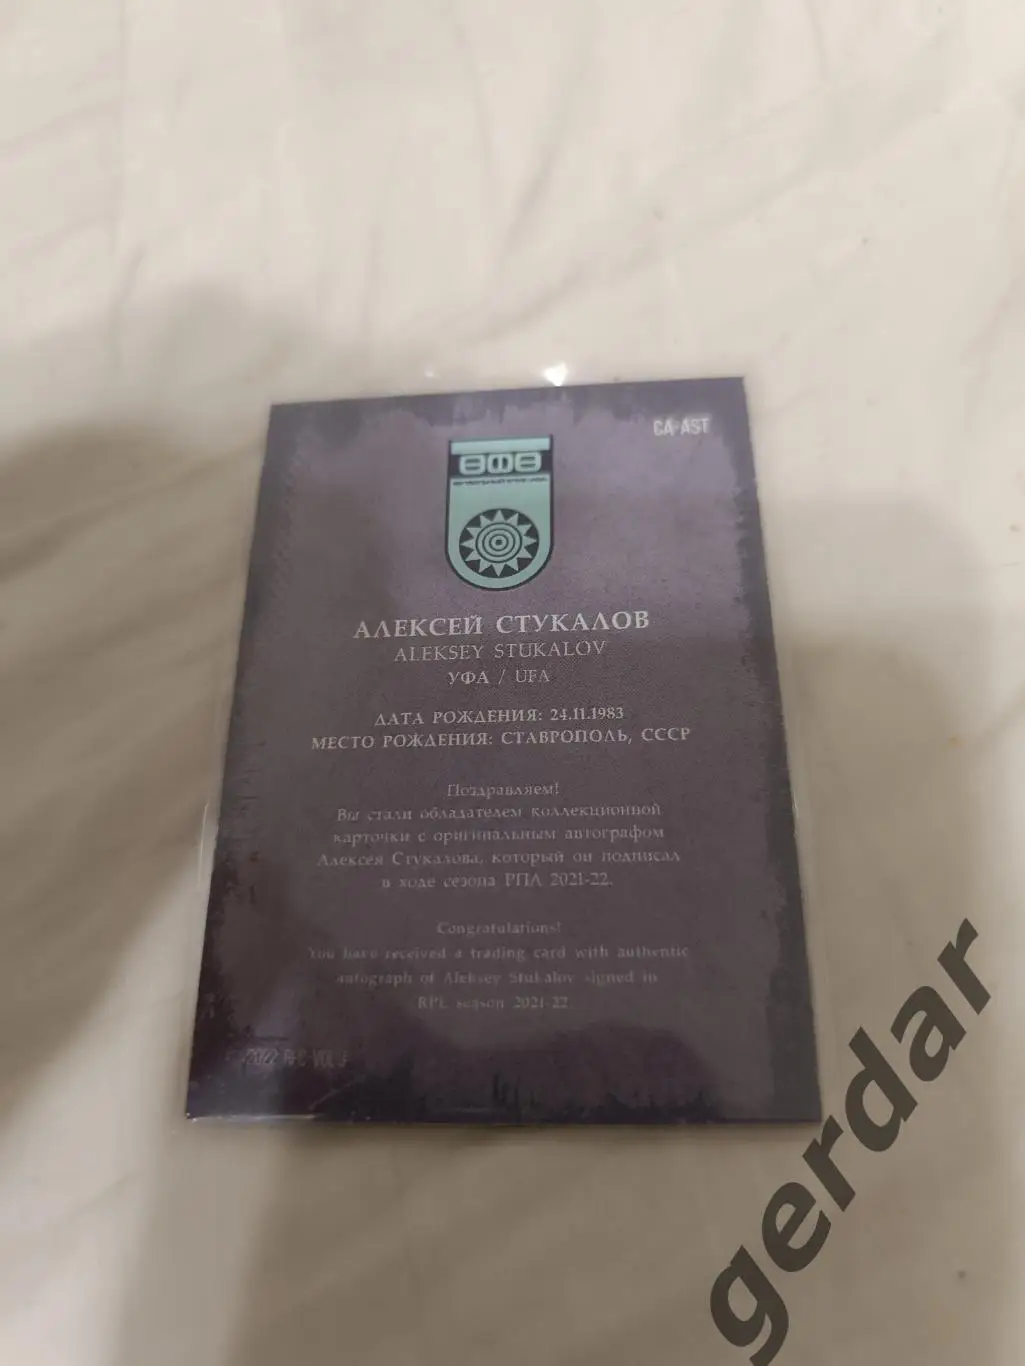 CA-AST
АЛЕКСЕЙ СТУКАЛОВ
ALEKSEY STUKALOV
УФА / UFA
ДАТА РОЖДЕНИЯ: 24.11.1983
МЕСТО РОЖДЕНИЯ: СТАВРОПОЛЬ, СССР
Поздравляем!
Вы стали обладателем коллекционной
карточки с оригинальным автографом
Алексея Стукалова, который он подписал
в ходе сезона РПЛ 2021-22.
Congratulations!
You have received a trading card with authentic
autograph of Aleksey Stukalov signed in
RPL season 2021-22.
2022
VOL
gerdar